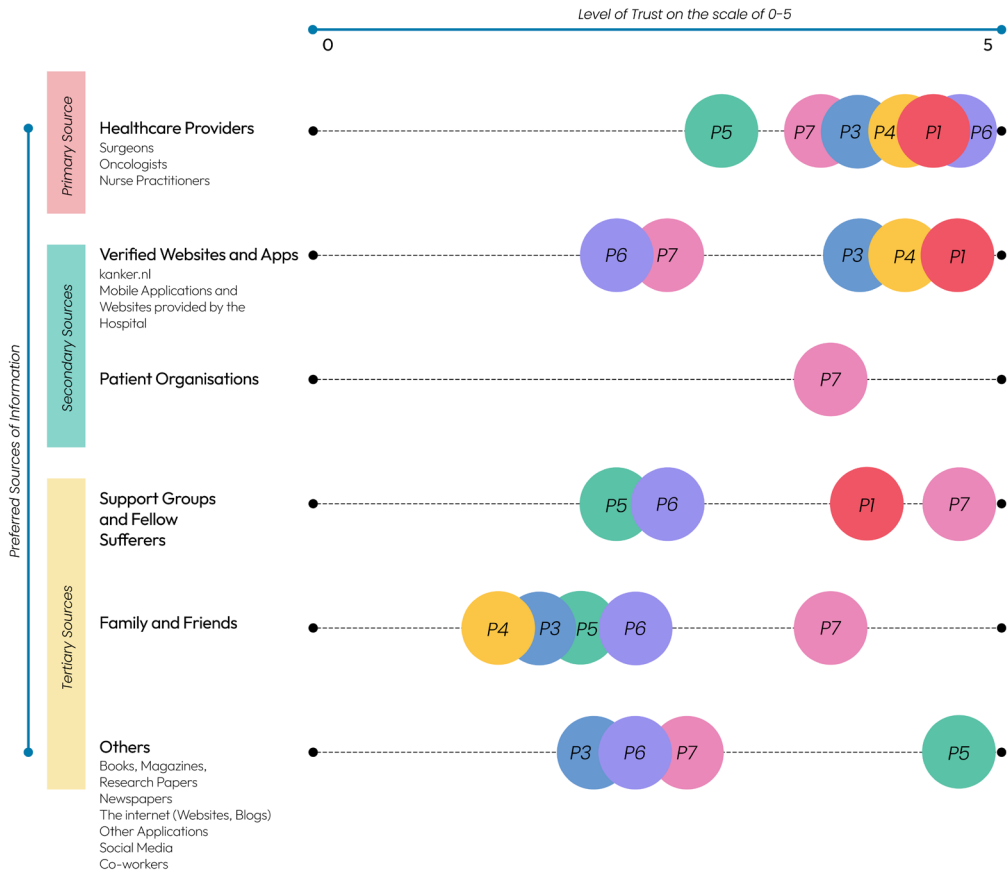 Level of Trust on the scale of 0-5
0
5
Preferred Sources of Information
Primary Source
Healthcare Providers
Surgeons
Oncologists
Nurse Practitioners
P5
P7
P3
P4
P1
P6
Secondary Sources
Verified Websites and Apps
kanker.nl
Mobile Applications and
Websites provided by the
Hospital
P6
P7
P3
P4
P1
Patient Organisations
P7
Tertiary Sources
Support Groups
and Fellow
Sufferers
P5
P6
P1
P7
Family and Friends
P4
P3
P5
P6
P7
Others
Books, Magazines,
Research Papers
Newspapers
The internet (Websites, Blogs)
Other Applications
Social Media
Co-workers
P3
P6
P7
P5